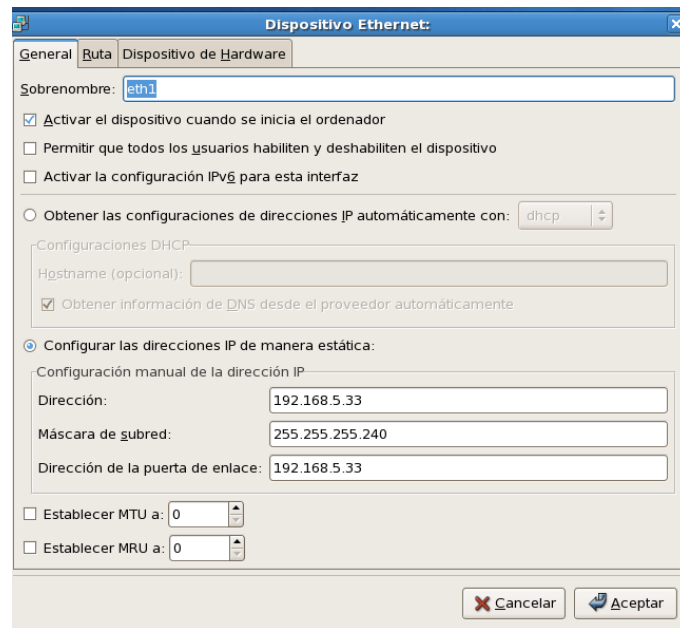 Dispositivo Ethernet:
General Ruta Dispositivo de Hardware
Sobrenombre: eth1
Activar el dispositivo cuando se inicia el ordenador
Permitir que todos los usuarios habiliten y deshabiliten el dispositivo
Activar la configuración IPv6 para esta interfaz
Obtener las configuraciones de direcciones IP automáticamente con: dhcp
Configuraciones DHCP
Hostname (opcional):
Obtener información de DNS desde el proveedor automáticamente
Configurar las direcciones IP de manera estática:
Configuración manual de la dirección IP
Dirección: 192.168.5.33
Máscara de subred: 255.255.255.240
Dirección de la puerta de enlace: 192.168.5.33
Establecer MTU a: 0
Establecer MRU a: 0
Cancelar Aceptar